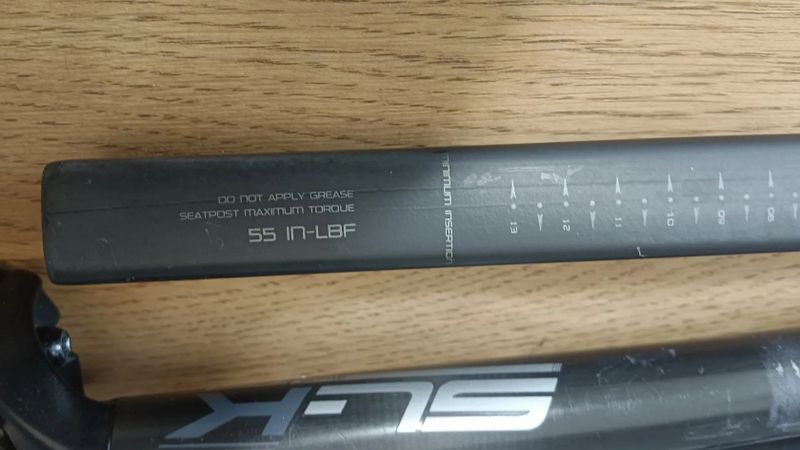 DO NOT APPLY GREASE
SEATPOST MAXIMUM TORQUE
55 IN-LBF
MINIMUM INSERTION
13
12
11
10
09
08
SL-K